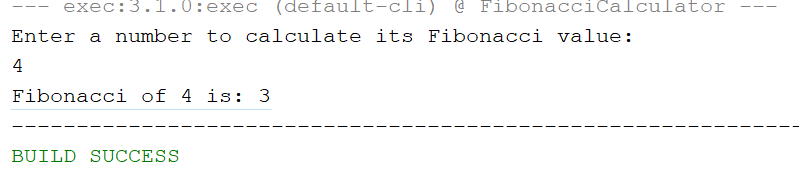 --- exec:3.1.0:exec (default-cli) @ FibonacciCalculator ---
Enter a number to calculate its Fibonacci value:
4
Fibonacci of 4 is: 3
------------------------------------------------------------------
BUILD SUCCESS